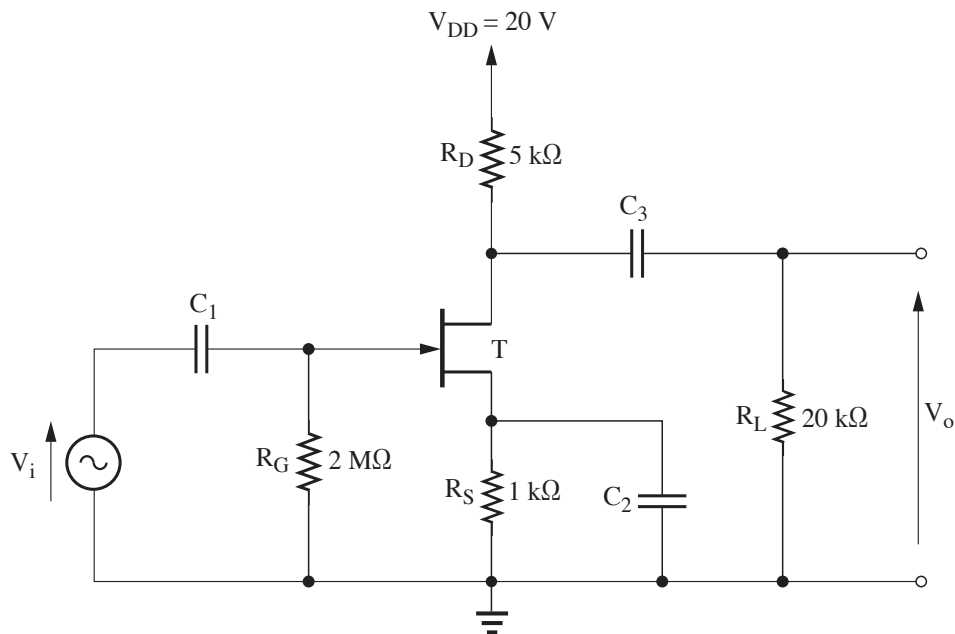 V_DD = 20 V
R_D 5 kΩ
C_3
C_1
T
R_L 20 kΩ
V_o
V_i
R_G 2 MΩ
R_S 1 kΩ
C_2